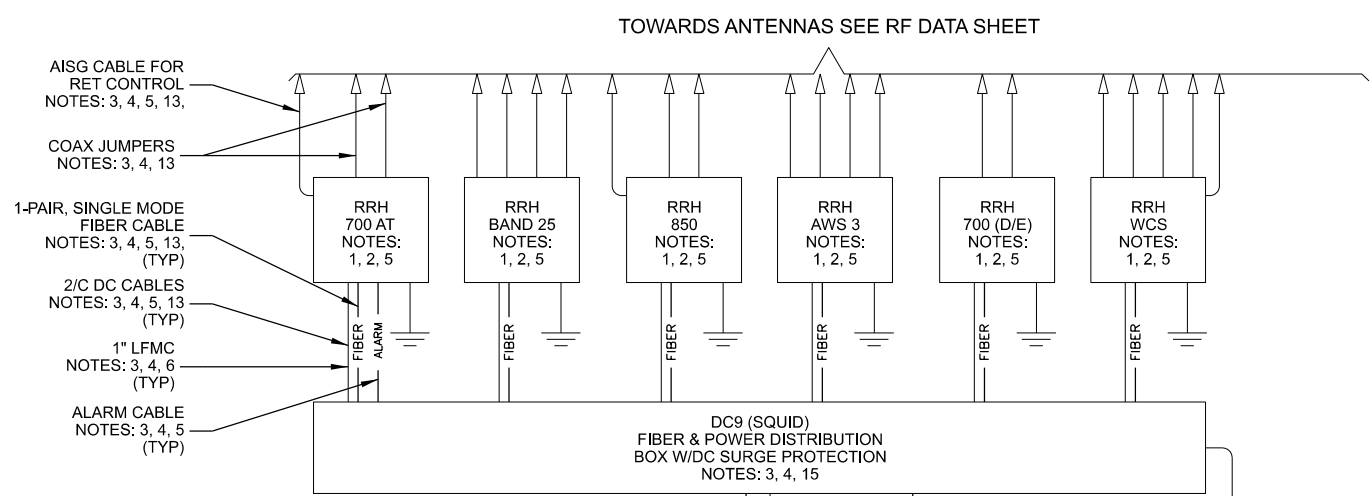 TOWARDS ANTENNAS SEE RF DATA SHEET
AISG CABLE FOR
RET CONTROL
NOTES: 3, 4, 5, 13,
COAX JUMPERS
NOTES: 3, 4, 13
1-PAIR, SINGLE MODE
FIBER CABLE
NOTES: 3, 4, 5, 13,
(TYP)
2/C DC CABLES
NOTES: 3, 4, 5, 13
(TYP)
1" LFMC
NOTES: 3, 4, 6
(TYP)
ALARM CABLE
NOTES: 3, 4, 5
(TYP)
RRH
700 AT
NOTES:
1, 2, 5
RRH
BAND 25
NOTES:
1, 2, 5
RRH
850
NOTES:
1, 2, 5
RRH
AWS 3
NOTES:
1, 2, 5
RRH
700 (D/E)
NOTES:
1, 2, 5
RRH
WCS
NOTES:
1, 2, 5
FIBER
ALARM
FIBER
FIBER
FIBER
FIBER
FIBER
DC9 (SQUID)
FIBER & POWER DISTRIBUTION
BOX W/DC SURGE PROTECTION
NOTES: 3, 4, 15